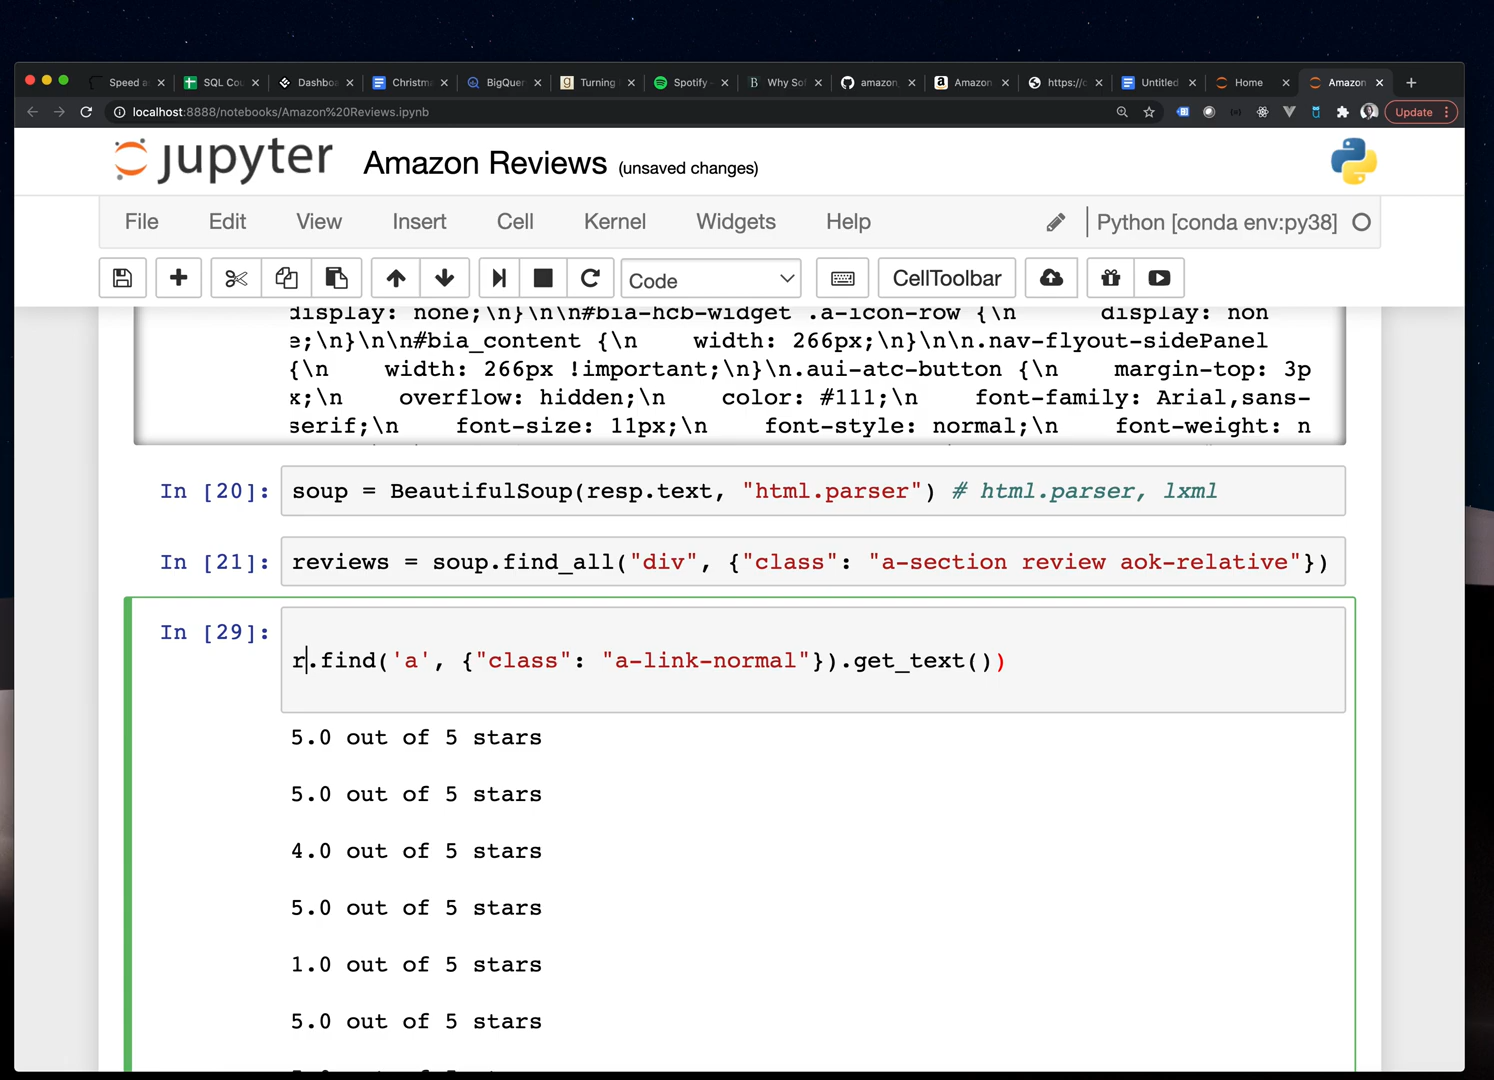 Speed a
SQL Cou
Dashboa
Christm
BigQuer
Turning
Spotify
Why Sof
amazon
Amazon
https://c
Untitled
Home
Amazon
localhost:8888/notebooks/Amazon%20Reviews.ipynb
Update
jupyter
Amazon Reviews (unsaved changes)
File Edit View Insert Cell Kernel Widgets Help
Python [conda env:py38]
Code
CellToolbar
display: none;\n}\n\n#bia-hcb-widget .a-icon-row {\n    display: non
e;\n}\n\n#bia_content {\n    width: 266px;\n}\n\n.nav-flyout-sidePanel
{\n    width: 266px !important;\n}\n.aui-atc-button {\n    margin-top: 3p
x;\n    overflow: hidden;\n    color: #111;\n    font-family: Arial,sans-
serif;\n    font-size: 11px;\n    font-style: normal;\n    font-weight: n
In [20]: soup = BeautifulSoup(resp.text, "html.parser") # html.parser, lxml
In [21]: reviews = soup.find_all("div", {"class": "a-section review aok-relative"})
In [29]:
r.find('a', {"class": "a-link-normal"}).get_text())
5.0 out of 5 stars
5.0 out of 5 stars
4.0 out of 5 stars
5.0 out of 5 stars
1.0 out of 5 stars
5.0 out of 5 stars